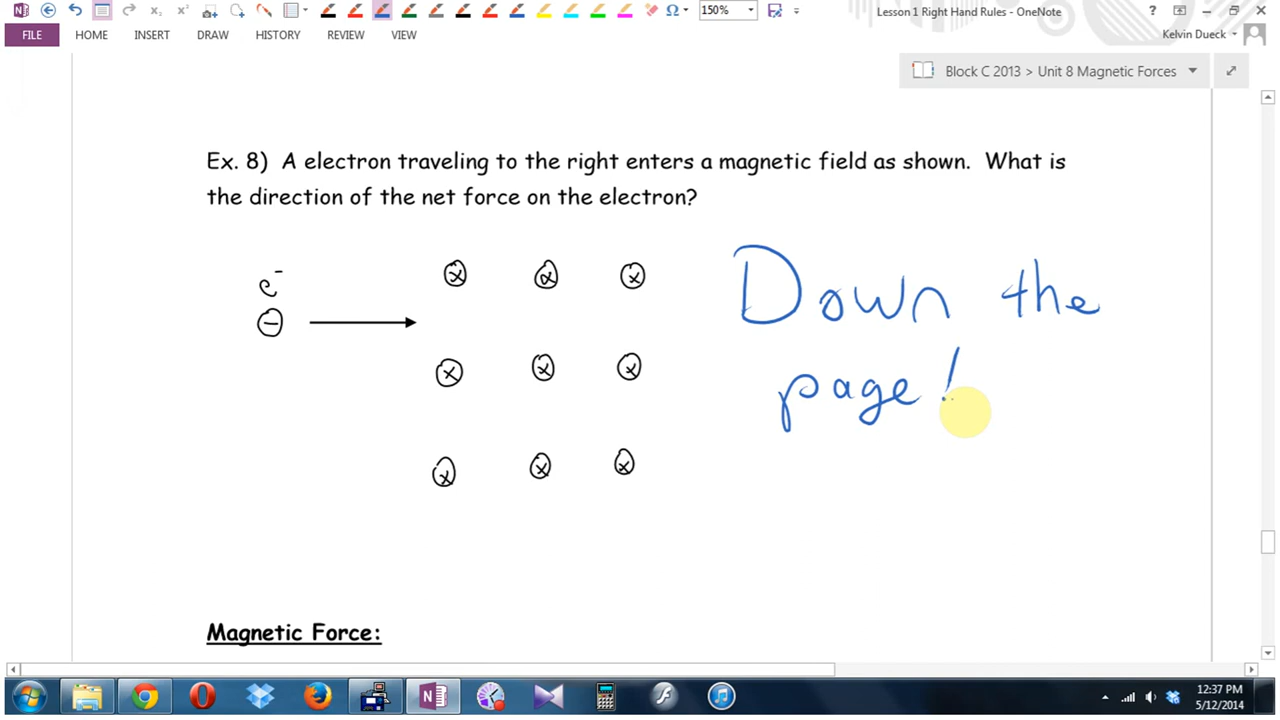 150%
Lesson 1 Right Hand Rules - OneNote
FILE HOME INSERT DRAW HISTORY REVIEW VIEW
Kelvin Dueck
Block C 2013 > Unit 8 Magnetic Forces
Ex. 8) A electron traveling to the right enters a magnetic field as shown. What is
the direction of the net force on the electron?
e⁻
Down the
page!
Magnetic Force:
12:37 PM
5/12/2014